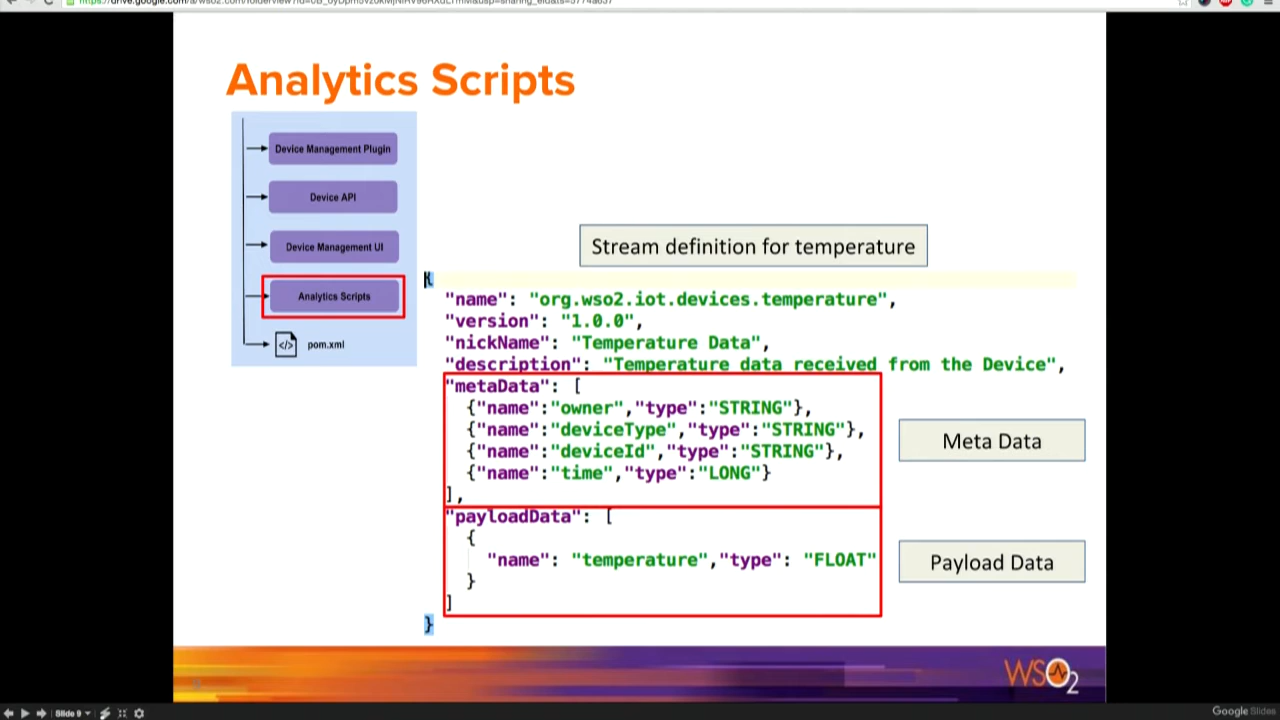 Analytics Scripts
Device Management Plugin
Device API
Device Management UI
Analytics Scripts
</> pom.xml
Stream definition for temperature
{
"name": "org.wso2.iot.devices.temperature",
"version": "1.0.0",
"nickName": "Temperature Data",
"description": "Temperature data received from the Device",
"metaData": [
{"name":"owner","type":"STRING"},
{"name":"deviceType","type":"STRING"},
{"name":"deviceId","type":"STRING"},
{"name":"time","type":"LONG"}
],
Meta Data
"payloadData": [
{
"name": "temperature","type": "FLOAT"
}
]
Payload Data
}
WSO2
Slide 9
Google Slides